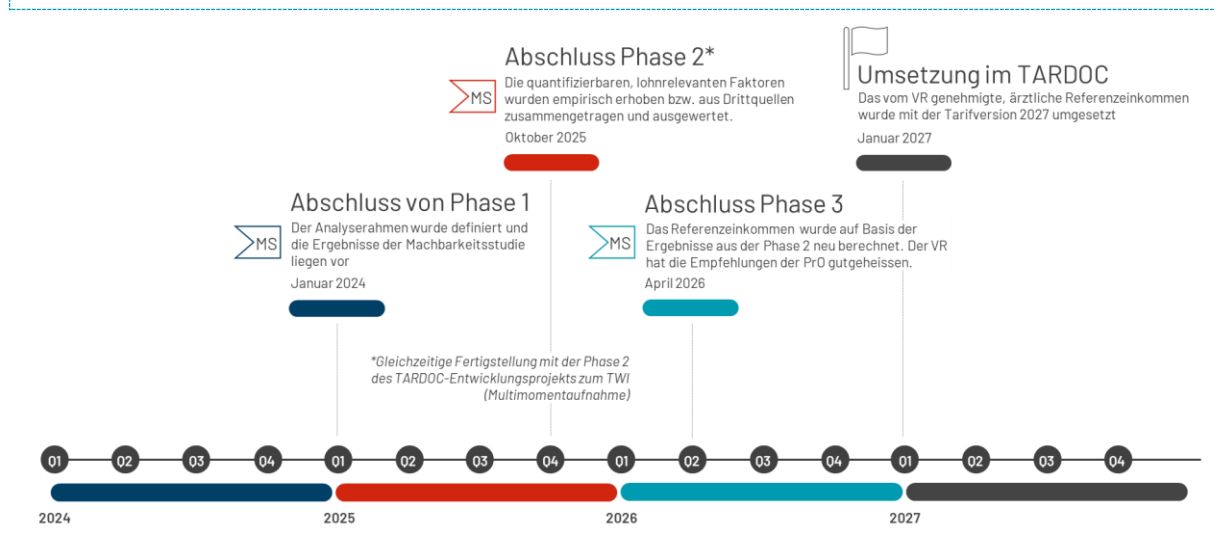 Abschluss Phase 2*
MS
Die quantifizierbaren, lohnrelevanten Faktoren
wurden empirisch erhoben bzw. aus Drittquellen
zusammengetragen und ausgewertet.
Oktober 2025
Umsetzung im TARDOC
Das vom VR genehmigte, ärztliche Referenzeinkommen
wurde mit der Tarifversion 2027 umgesetzt
Januar 2027
Abschluss von Phase 1
MS
Der Analyserahmen wurde definiert und
die Ergebnisse der Machbarkeitsstudie
liegen vor
Januar 2024
Abschluss Phase 3
MS
Das Referenzeinkommen wurde auf Basis der
Ergebnisse aus der Phase 2 neu berechnet. Der VR
hat die Empfehlungen der PrO gutgeheissen.
April 2026
*Gleichzeitige Fertigstellung mit der Phase 2
des TARDOC-Entwicklungsprojekts zum TWI
(Multimomentaufnahme)
Q1 Q2 Q3 Q4 Q1 Q2 Q3 Q4 Q1 Q2 Q3 Q4 Q1 Q2 Q3 Q4
2024 2025 2026 2027